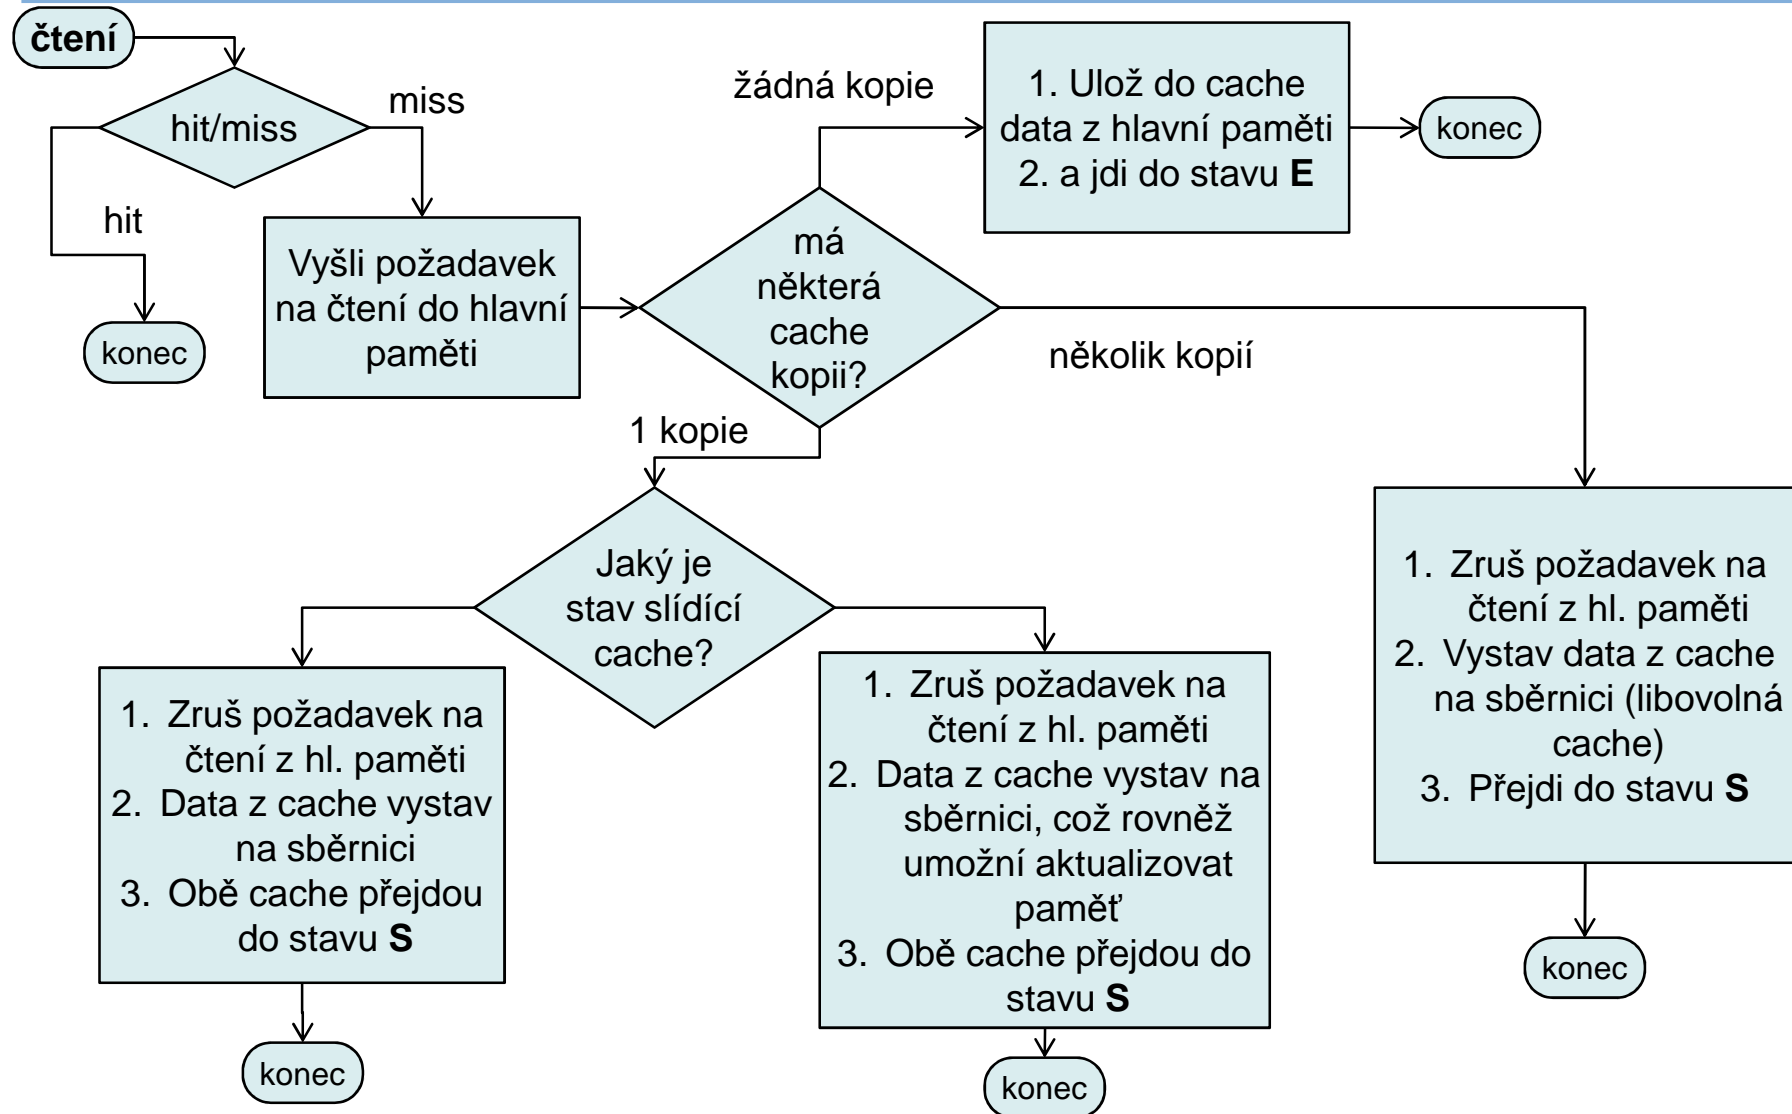 čtení
hit/miss
miss
hit
konec
Vyšli požadavek
na čtení do hlavní
paměti
má
některá
cache
kopii?
žádná kopie
1. Ulož do cache
data z hlavní paměti
2. a jdi do stavu E
konec
několik kopií
1 kopie
Jaký je
stav slídící
cache?
1. Zruš požadavek na
čtení z hl. paměti
2. Data z cache vystav
na sběrnici
3. Obě cache přejdou
do stavu S
konec
1. Zruš požadavek na
čtení z hl. paměti
2. Data z cache vystav na
sběrnici, což rovněž
umožní aktualizovat
paměť
3. Obě cache přejdou do
stavu S
konec
1. Zruš požadavek na
čtení z hl. paměti
2. Vystav data z cache
na sběrnici (libovolná
cache)
3. Přejdi do stavu S
konec